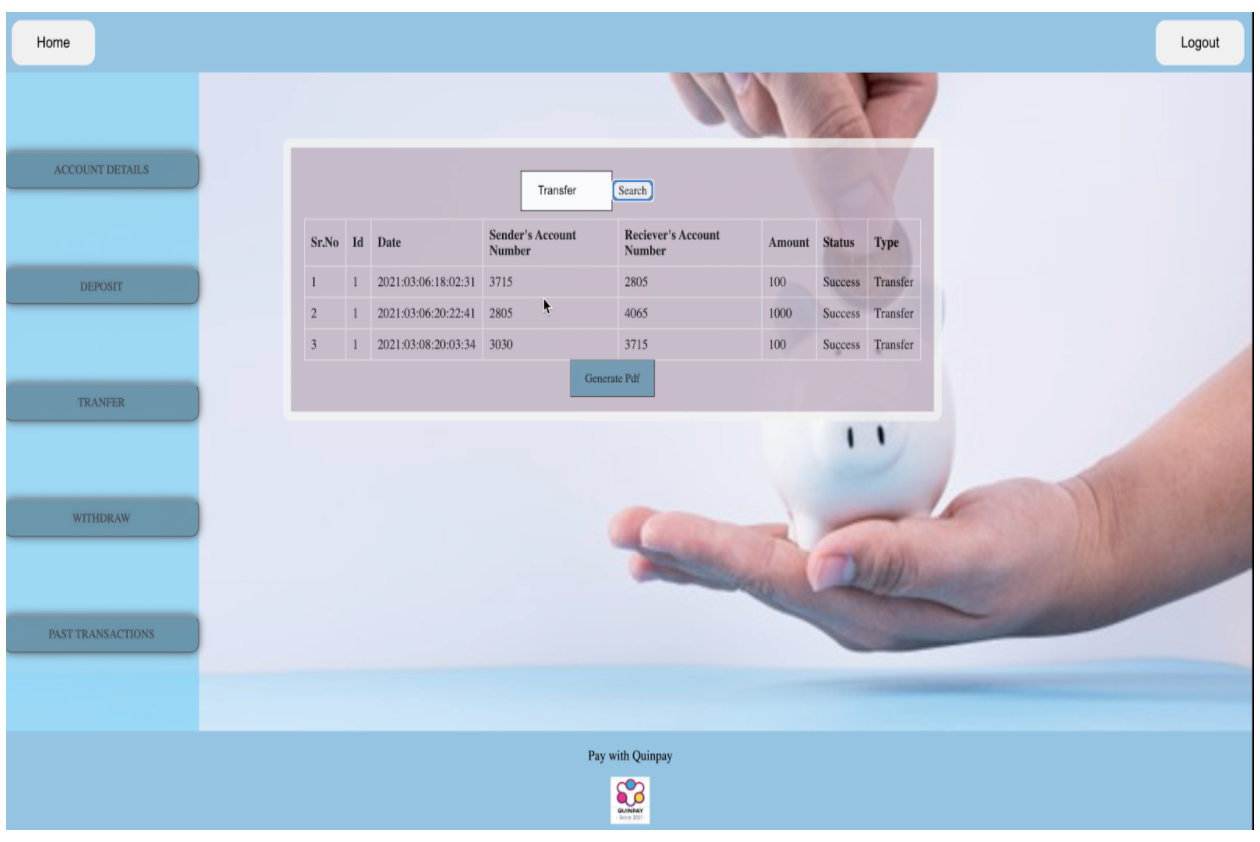 Home
Logout
ACCOUNT DETAILS
DEPOSIT
TRANFER
WITHDRAW
PAST TRANSACTIONS
Transfer Search
Sr.No Id Date Sender's Account Number Reciever's Account Number Amount Status Type
1 1 2021:03:06:18:02:31 3715 2805 100 Success Transfer
2 1 2021:03:06:20:22:41 2805 4065 1000 Success Transfer
3 1 2021:03:08:20:03:34 3030 3715 100 Success Transfer
Generate Pdf
Pay with Quinpay
QUINPAY
- Since 2021 -